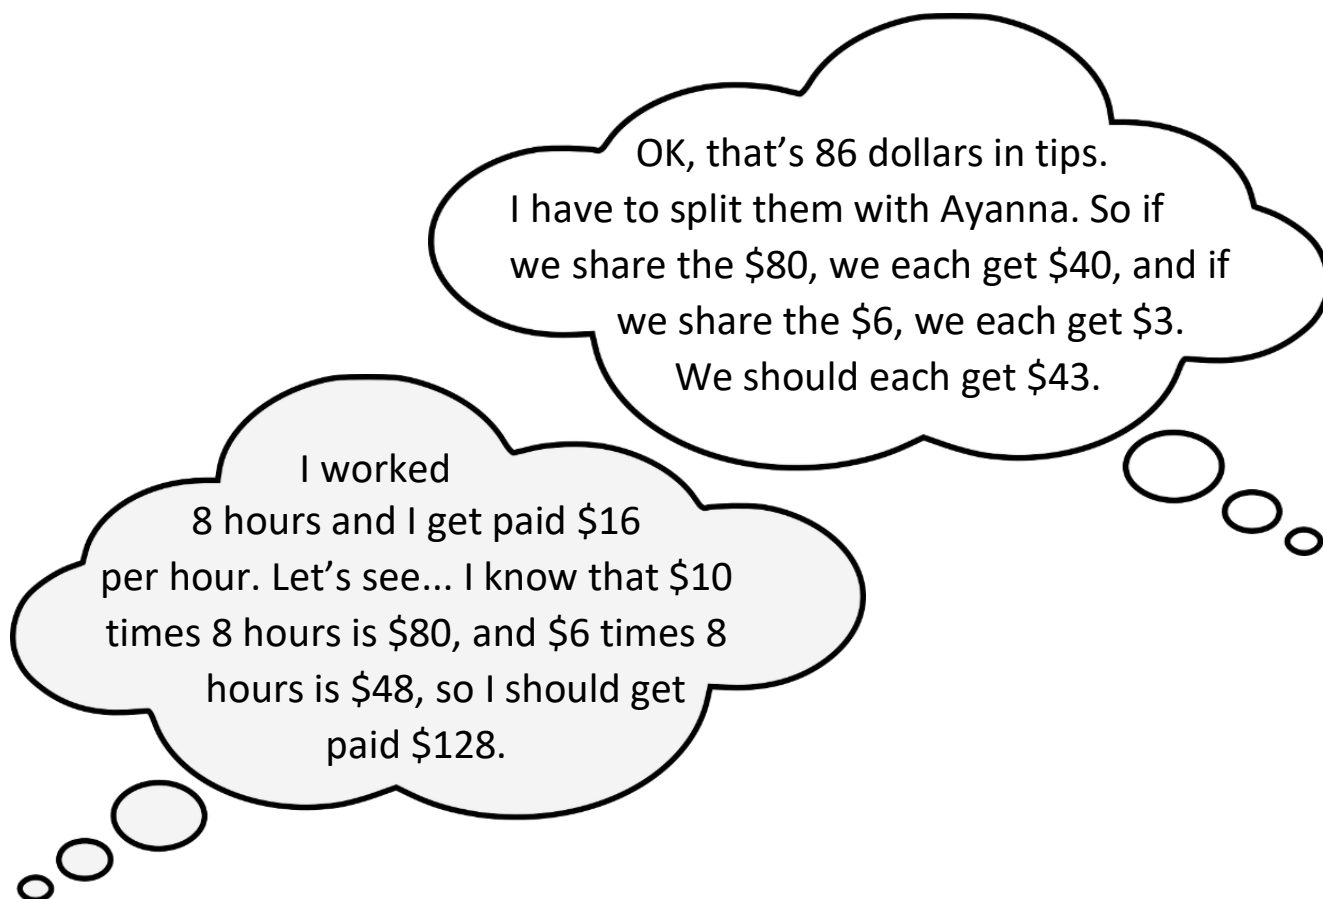 OK, that’s 86 dollars in tips.
I have to split them with Ayanna. So if
we share the $80, we each get $40, and if
we share the $6, we each get $3.
We should each get $43.
I worked
8 hours and I get paid $16
per hour. Let’s see... I know that $10
times 8 hours is $80, and $6 times 8
hours is $48, so I should get
paid $128.